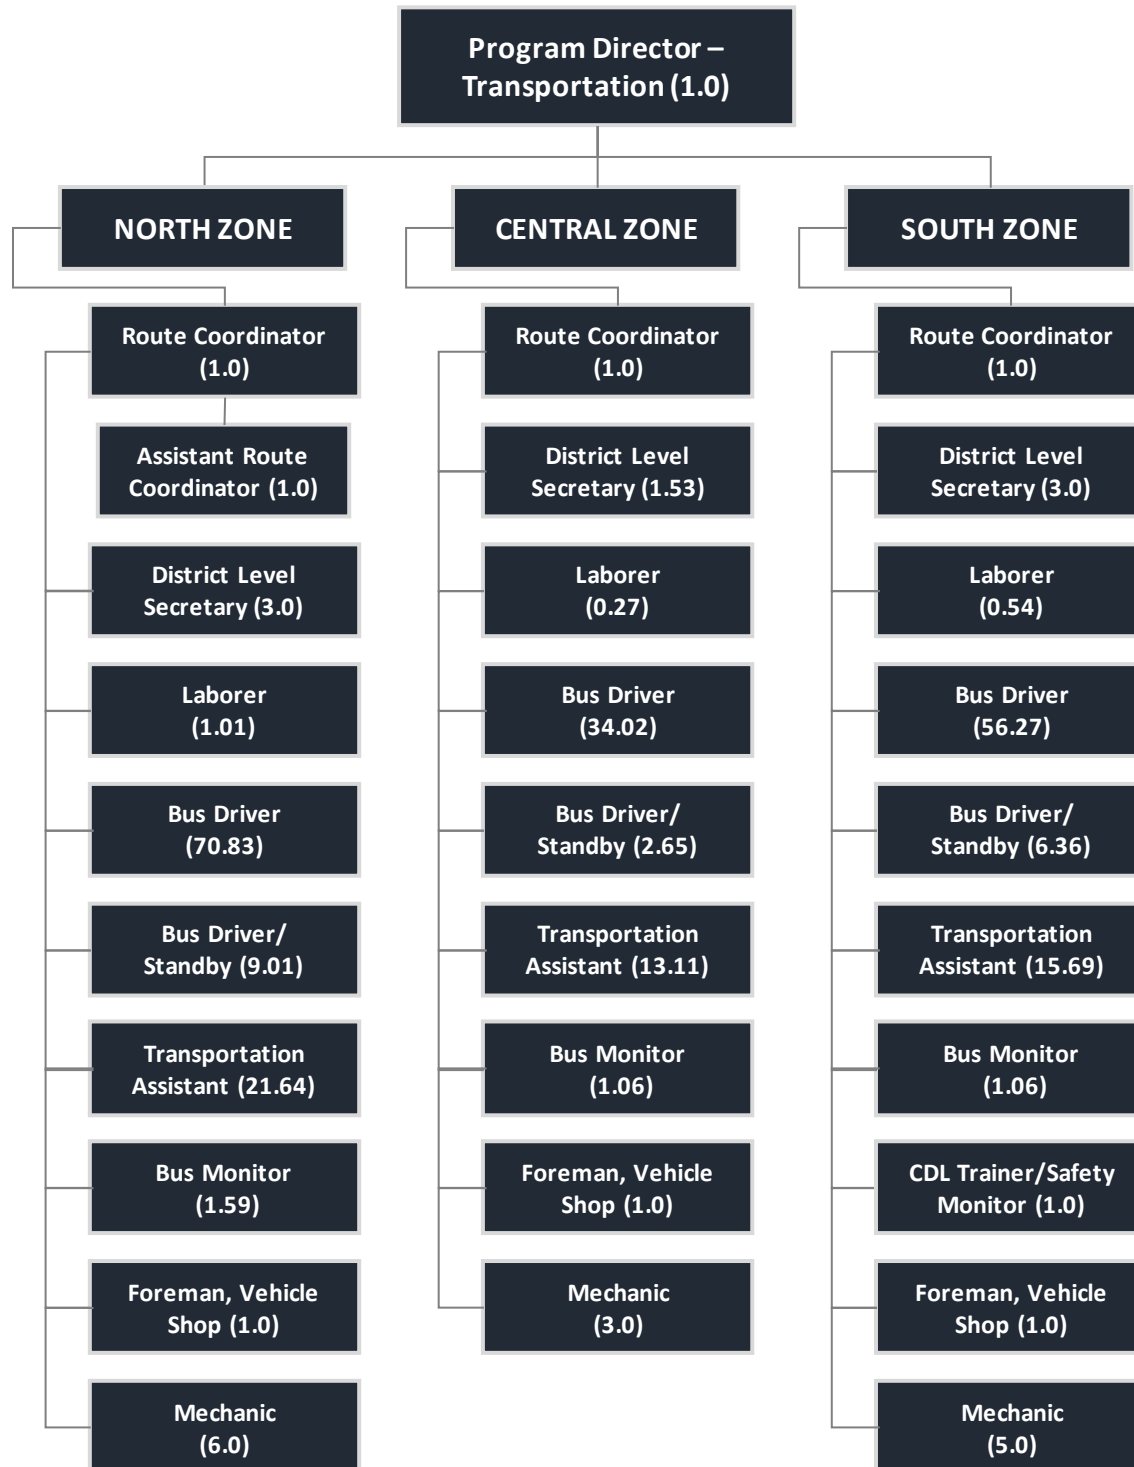 Program Director –
Transportation (1.0)
NORTH ZONE
Route Coordinator
(1.0)
Assistant Route
Coordinator (1.0)
District Level
Secretary (3.0)
Laborer
(1.01)
Bus Driver
(70.83)
Bus Driver/
Standby (9.01)
Transportation
Assistant (21.64)
Bus Monitor
(1.59)
Foreman, Vehicle
Shop (1.0)
Mechanic
(6.0)
CENTRAL ZONE
Route Coordinator
(1.0)
District Level
Secretary (1.53)
Laborer
(0.27)
Bus Driver
(34.02)
Bus Driver/
Standby (2.65)
Transportation
Assistant (13.11)
Bus Monitor
(1.06)
Foreman, Vehicle
Shop (1.0)
Mechanic
(3.0)
SOUTH ZONE
Route Coordinator
(1.0)
District Level
Secretary (3.0)
Laborer
(0.54)
Bus Driver
(56.27)
Bus Driver/
Standby (6.36)
Transportation
Assistant (15.69)
Bus Monitor
(1.06)
CDL Trainer/Safety
Monitor (1.0)
Foreman, Vehicle
Shop (1.0)
Mechanic
(5.0)